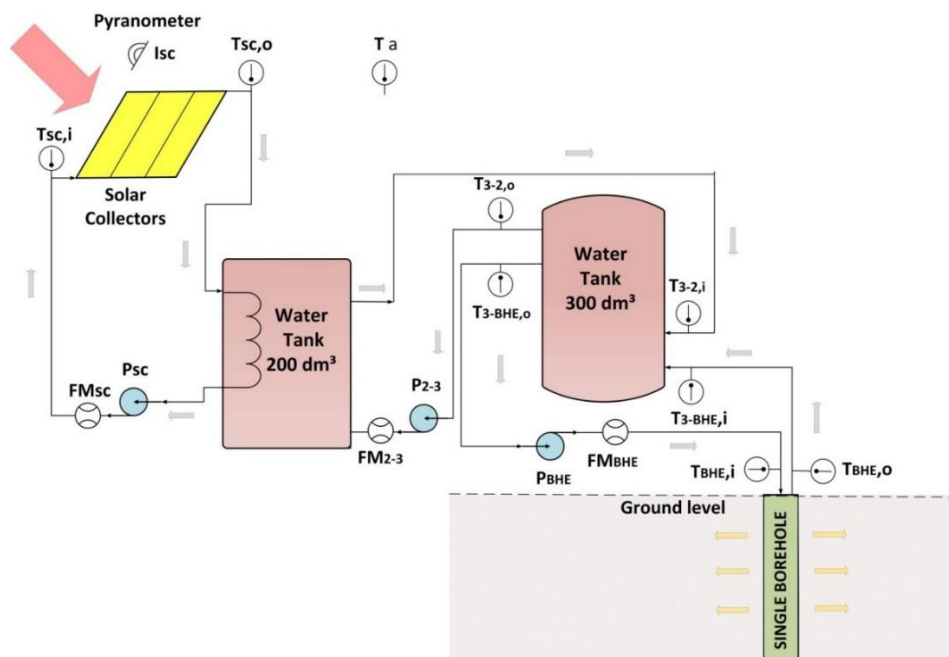 Pyranometer
Isc
Tsc,o
T a
Tsc,i
Solar
Collectors
T3-2,o
Water
Tank
300 dm³
T3-2,i
T3-BHE,o
Water
Tank
200 dm³
Psc
FMsc
P2-3
FM2-3
T3-BHE,i
PBHE
FMBHE
TBHE,i
TBHE,o
Ground level
SINGLE BOREHOLE